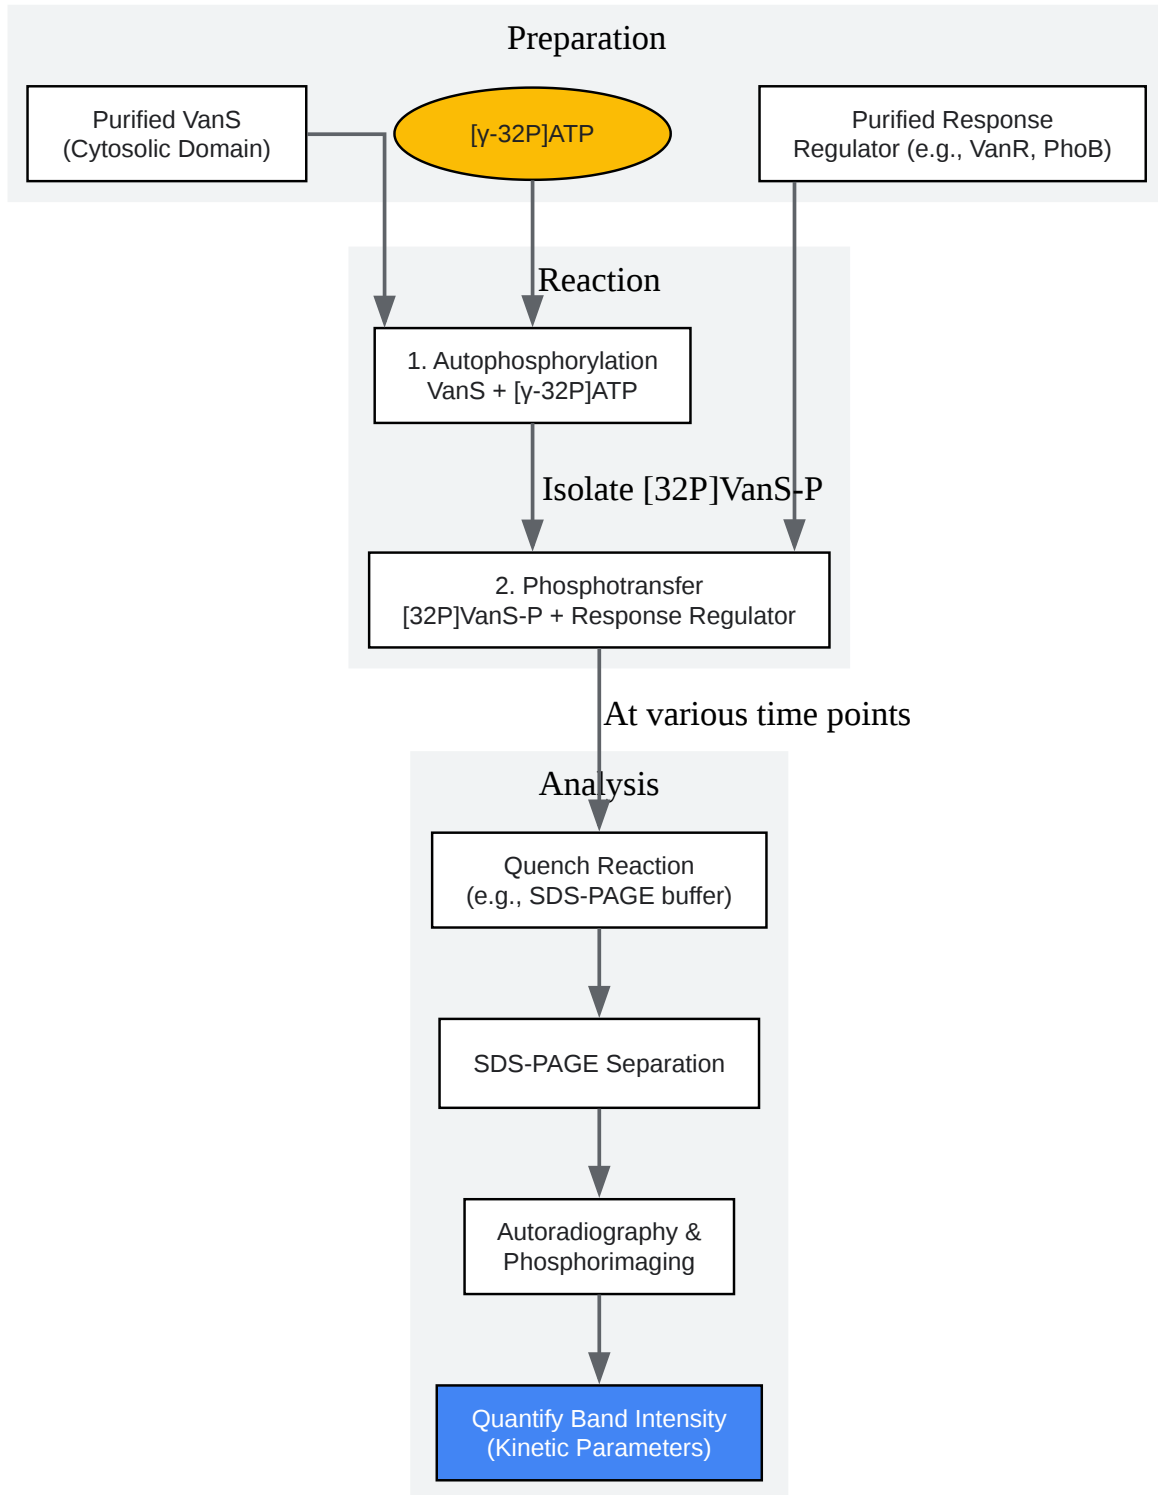 Preparation
Purified VanS
(Cytosolic Domain)
[γ-32P]ATP
Purified Response
Regulator (e.g., VanR, PhoB)
Reaction
1. Autophosphorylation
VanS + [γ-32P]ATP
Isolate [32P]VanS-P
2. Phosphotransfer
[32P]VanS-P + Response Regulator
At various time points
Analysis
Quench Reaction
(e.g., SDS-PAGE buffer)
SDS-PAGE Separation
Autoradiography &
Phosphorimaging
Quantify Band Intensity
(Kinetic Parameters)